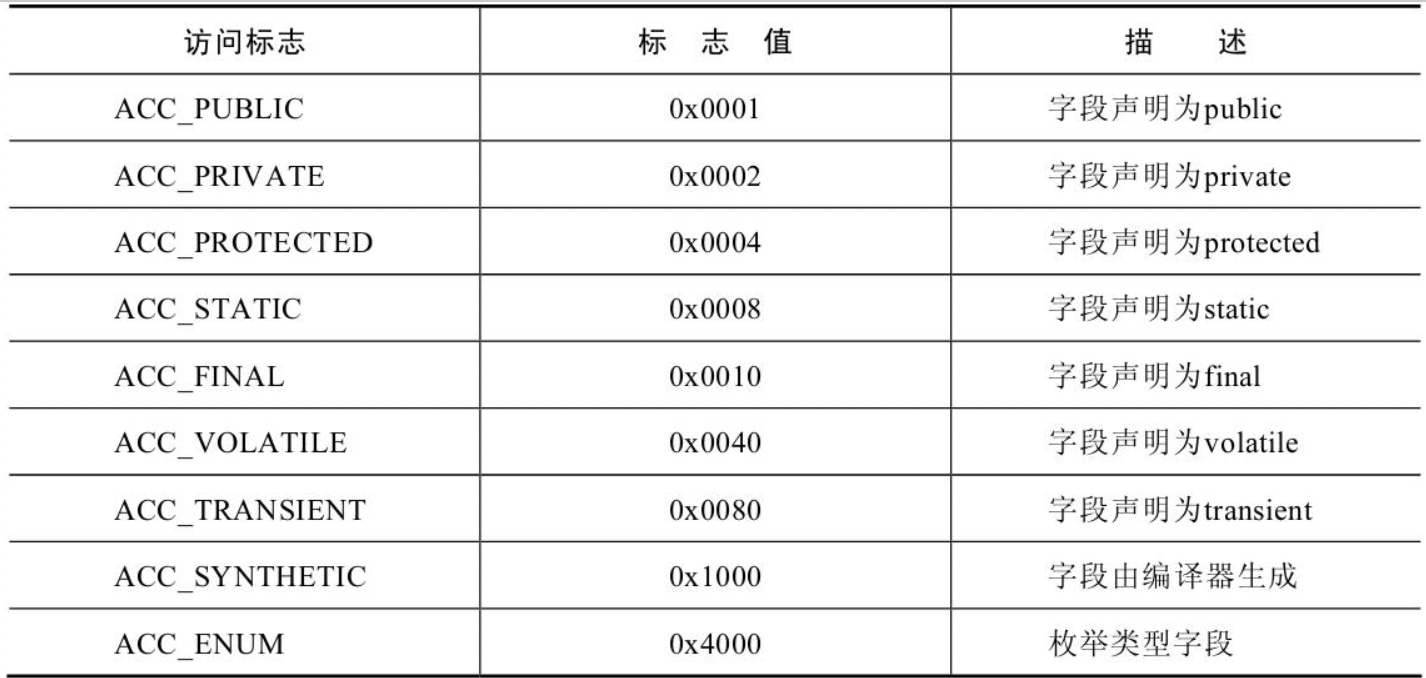 访问标志 标 志 值 描 述
ACC_PUBLIC 0x0001 字段声明为public
ACC_PRIVATE 0x0002 字段声明为private
ACC_PROTECTED 0x0004 字段声明为protected
ACC_STATIC 0x0008 字段声明为static
ACC_FINAL 0x0010 字段声明为final
ACC_VOLATILE 0x0040 字段声明为volatile
ACC_TRANSIENT 0x0080 字段声明为transient
ACC_SYNTHETIC 0x1000 字段由编译器生成
ACC_ENUM 0x4000 枚举类型字段